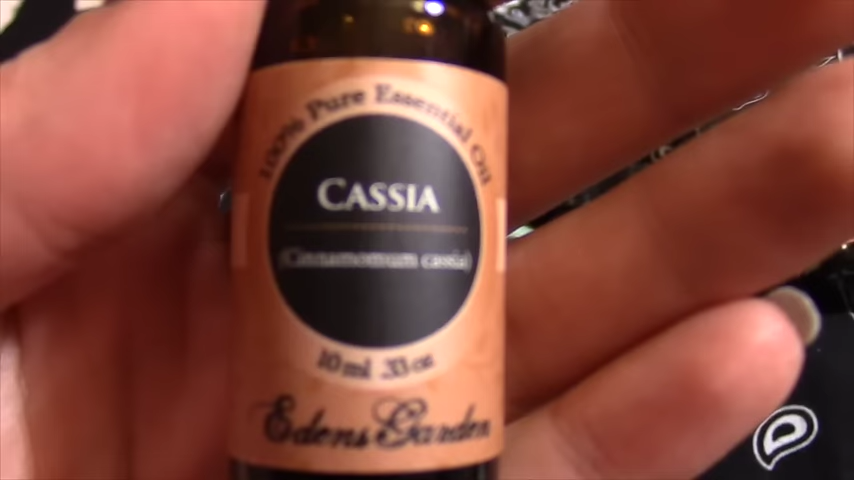 100% Pure Essential Oil
CASSIA
(Cinnamomum cassia)
10 ml .33 oz
Edens Garden